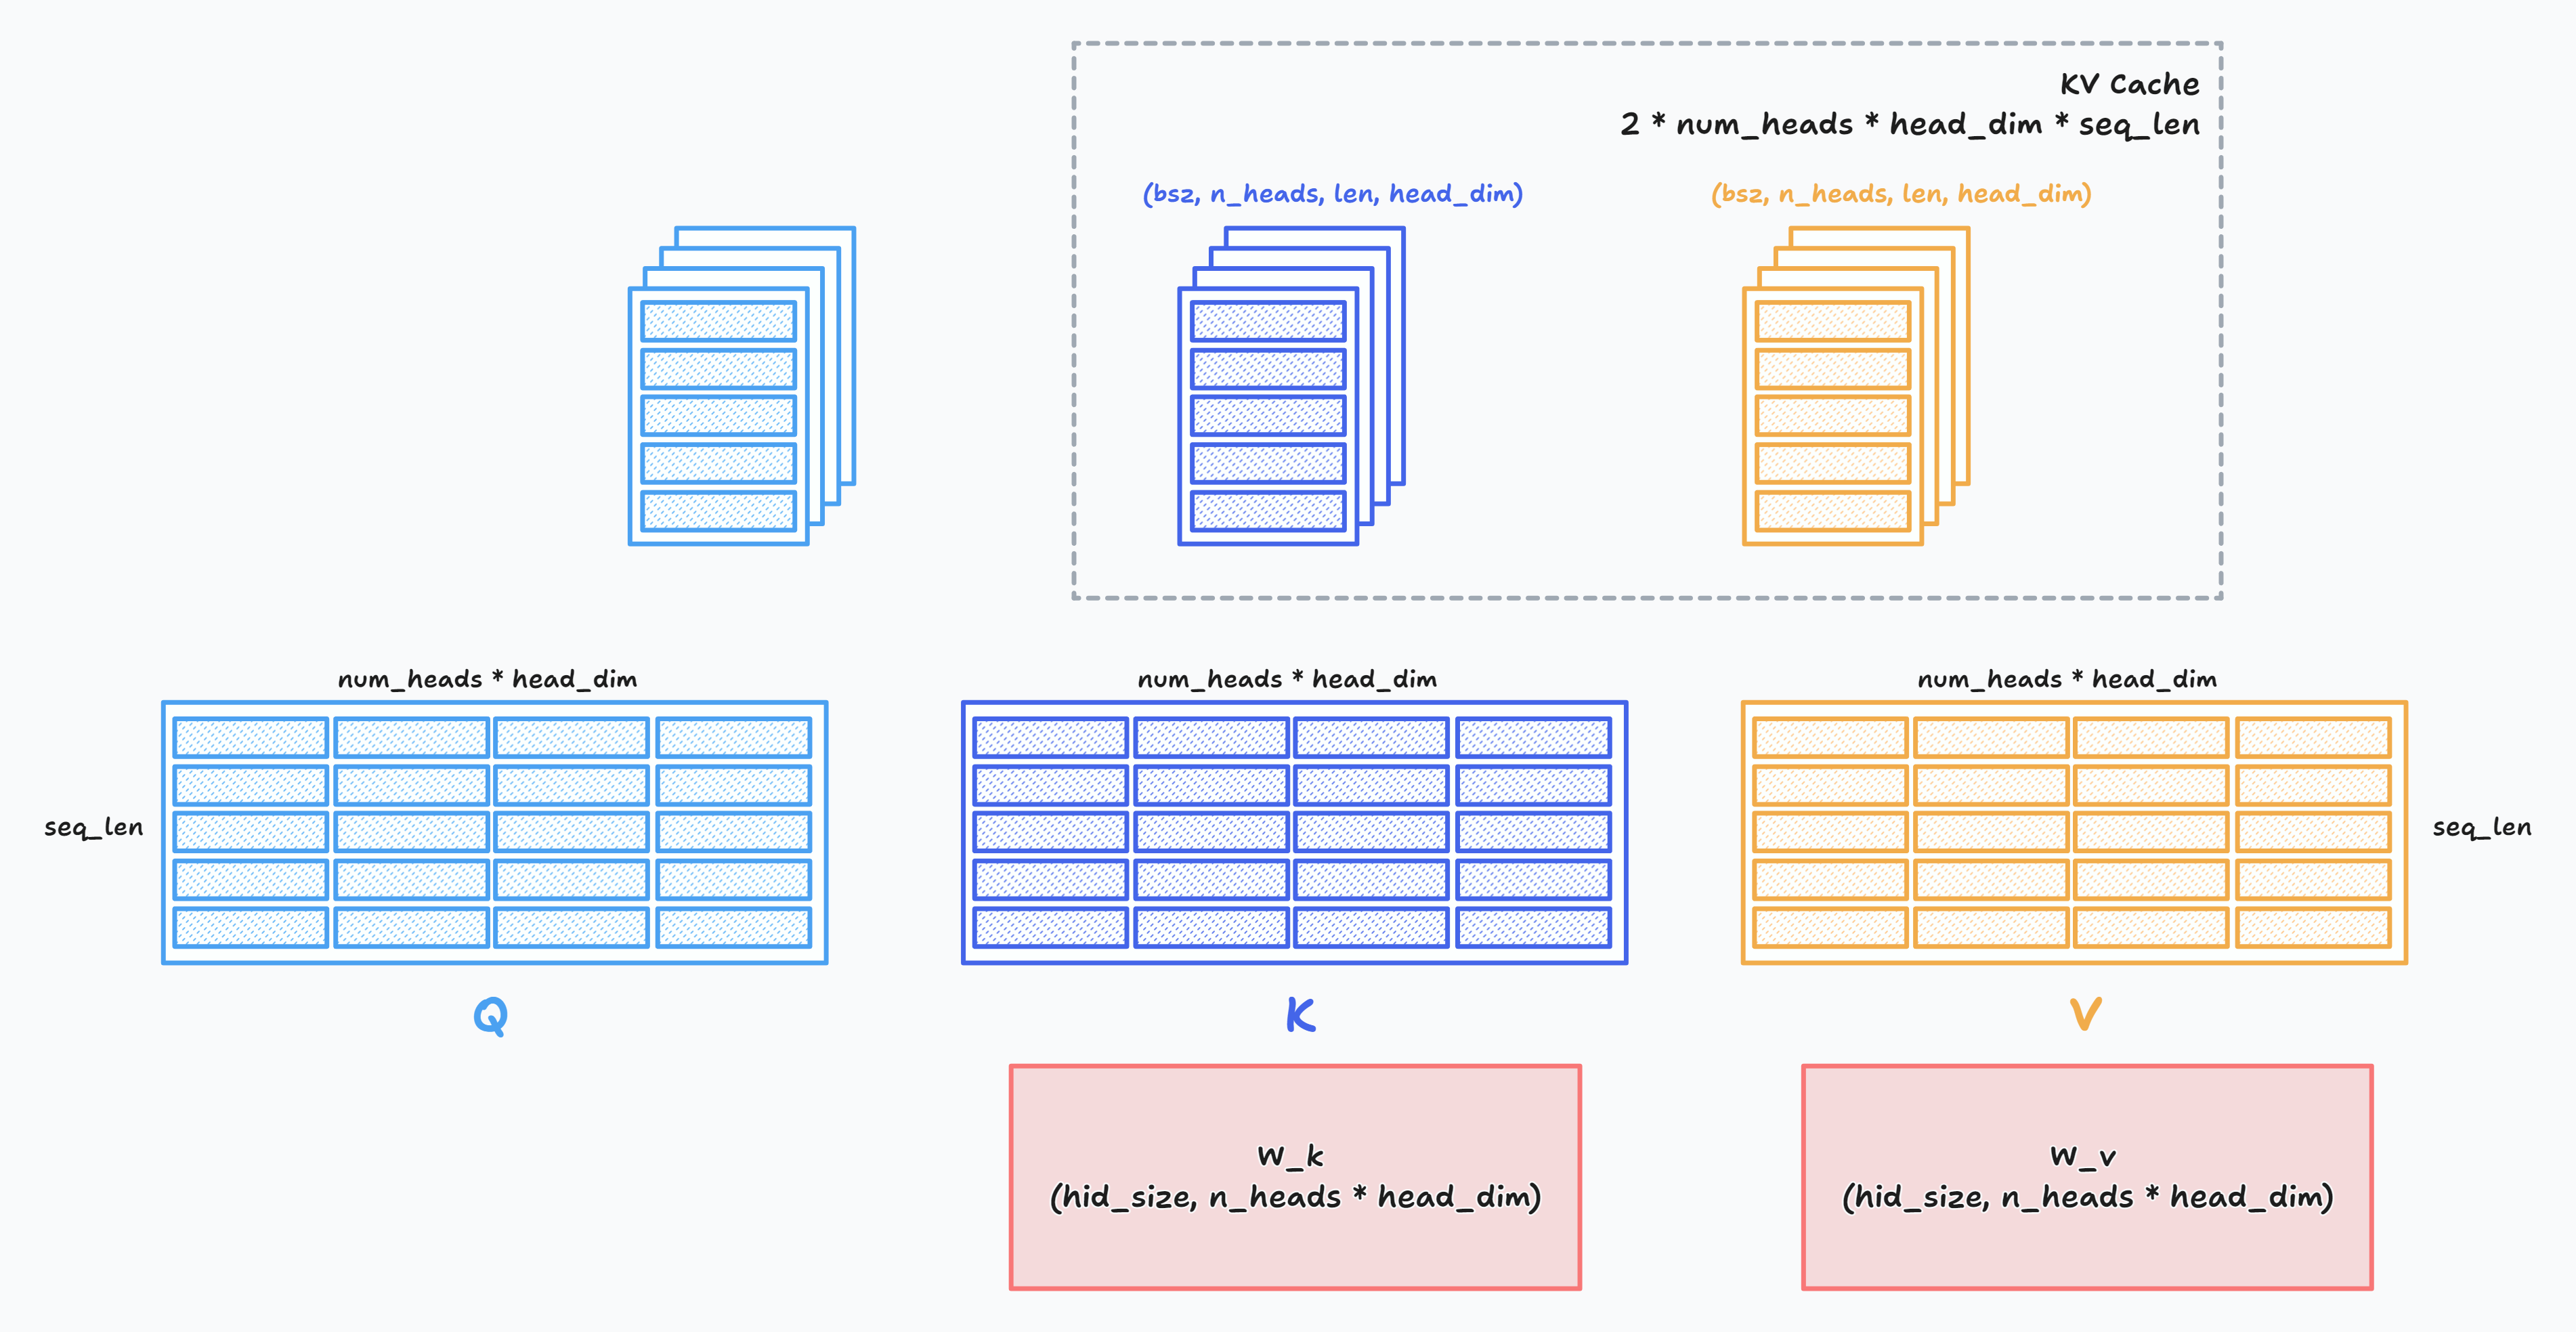 KV Cache
2 * num_heads * head_dim * seq_len
(bsz, n_heads, len, head_dim)
(bsz, n_heads, len, head_dim)
num_heads * head_dim
num_heads * head_dim
num_heads * head_dim
seq_len
seq_len
Q
K
V
W_k
(hid_size, n_heads * head_dim)
W_v
(hid_size, n_heads * head_dim)